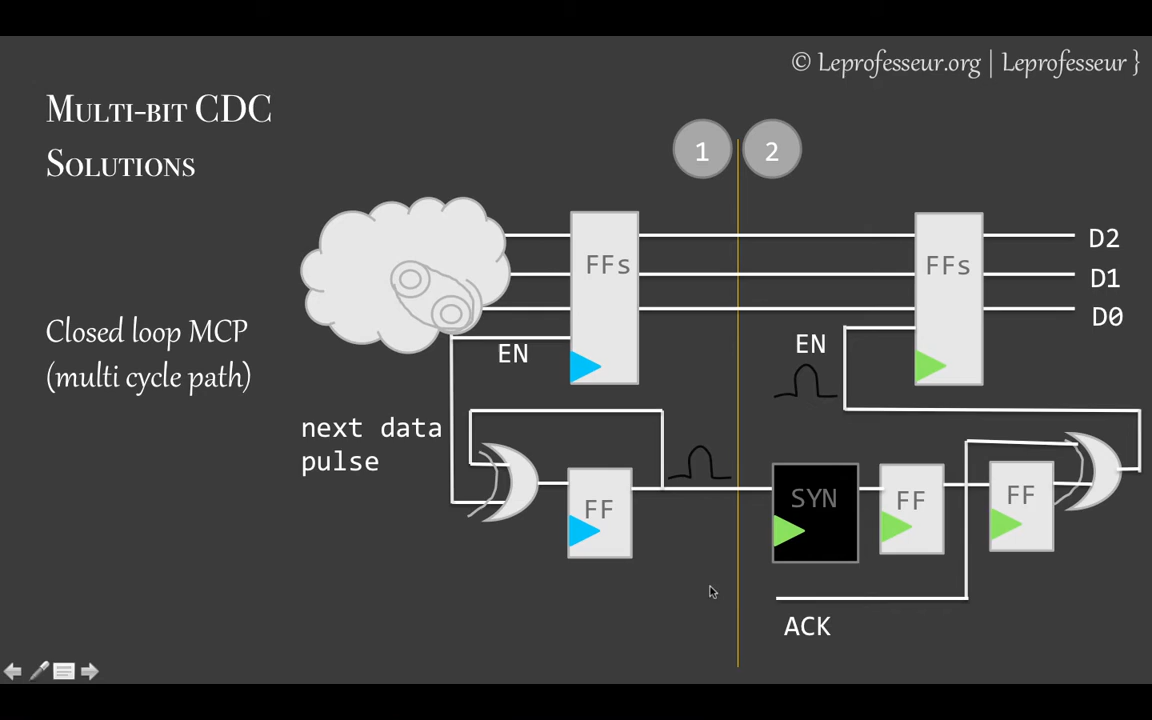 © Leprofesseur.org | Leprofesseur }
Multi-bit CDC
Solutions
1
2
FFs
FFs
D2
D1
D0
Closed loop MCP
(multi cycle path)
EN
EN
next data
pulse
FF
SYN
FF
FF
ACK